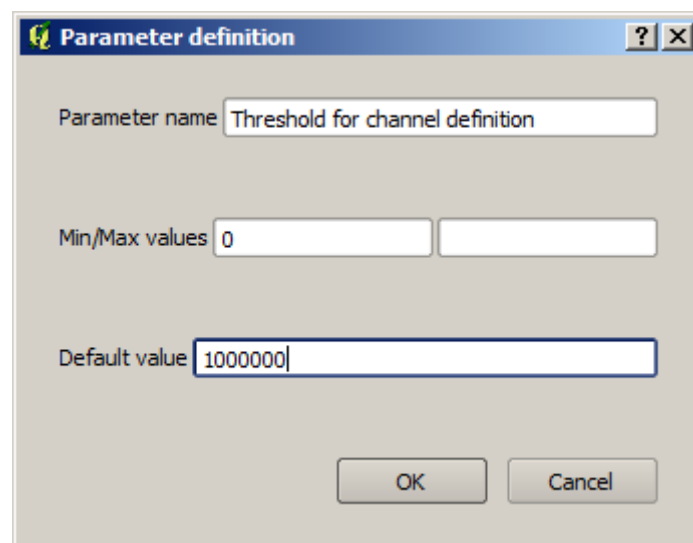 Parameter definition
Parameter name Threshold for channel definition
Min/Max values 0
Default value 1000000
OK Cancel